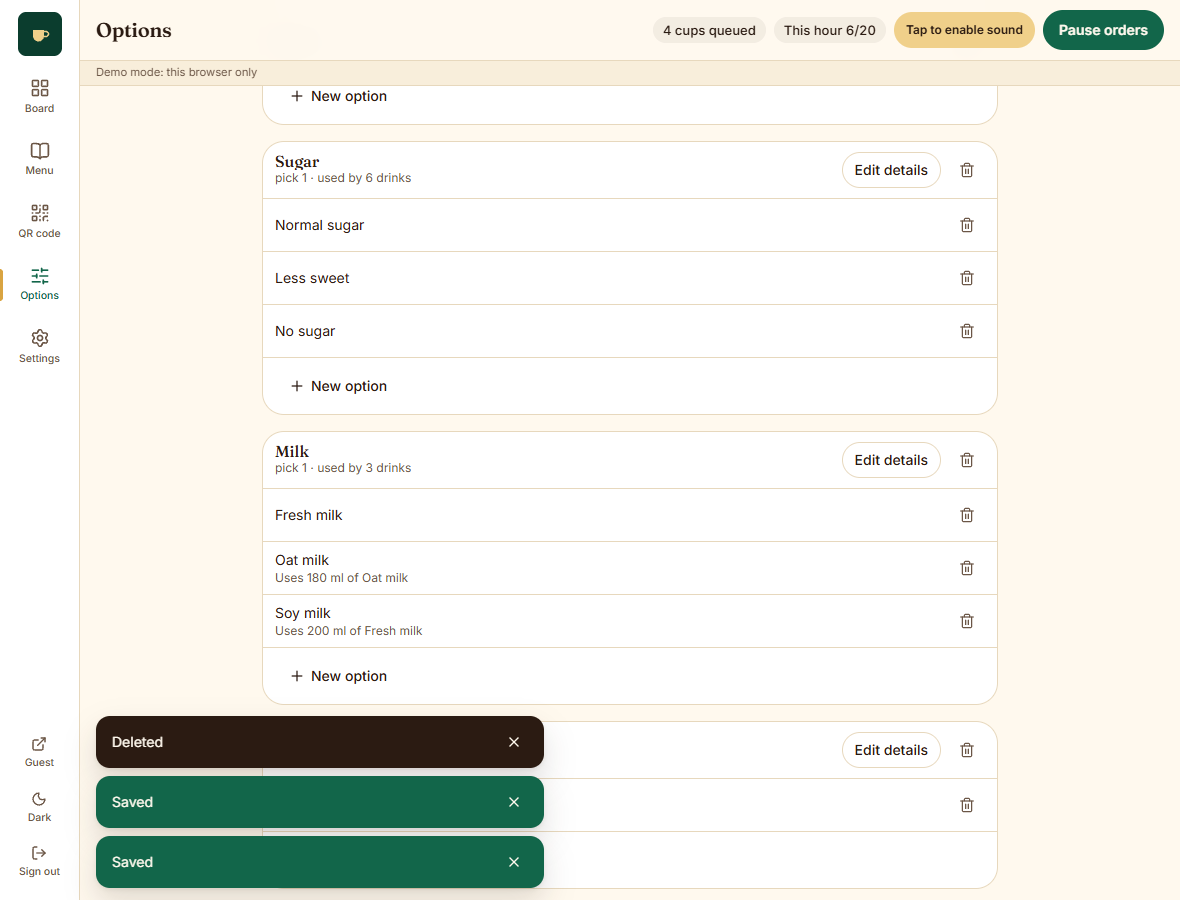 Options
4 cups queued
This hour 6/20
Tap to enable sound
Pause orders
Demo mode: this browser only
Board
Menu
QR code
Options
Settings
Guest
Dark
Sign out
New option
Sugar
pick 1 · used by 6 drinks
Edit details
Normal sugar
Less sweet
No sugar
New option
Milk
pick 1 · used by 3 drinks
Edit details
Fresh milk
Oat milk
Uses 180 ml of Oat milk
Soy milk
Uses 200 ml of Fresh milk
New option
Edit details
Deleted
Saved
Saved